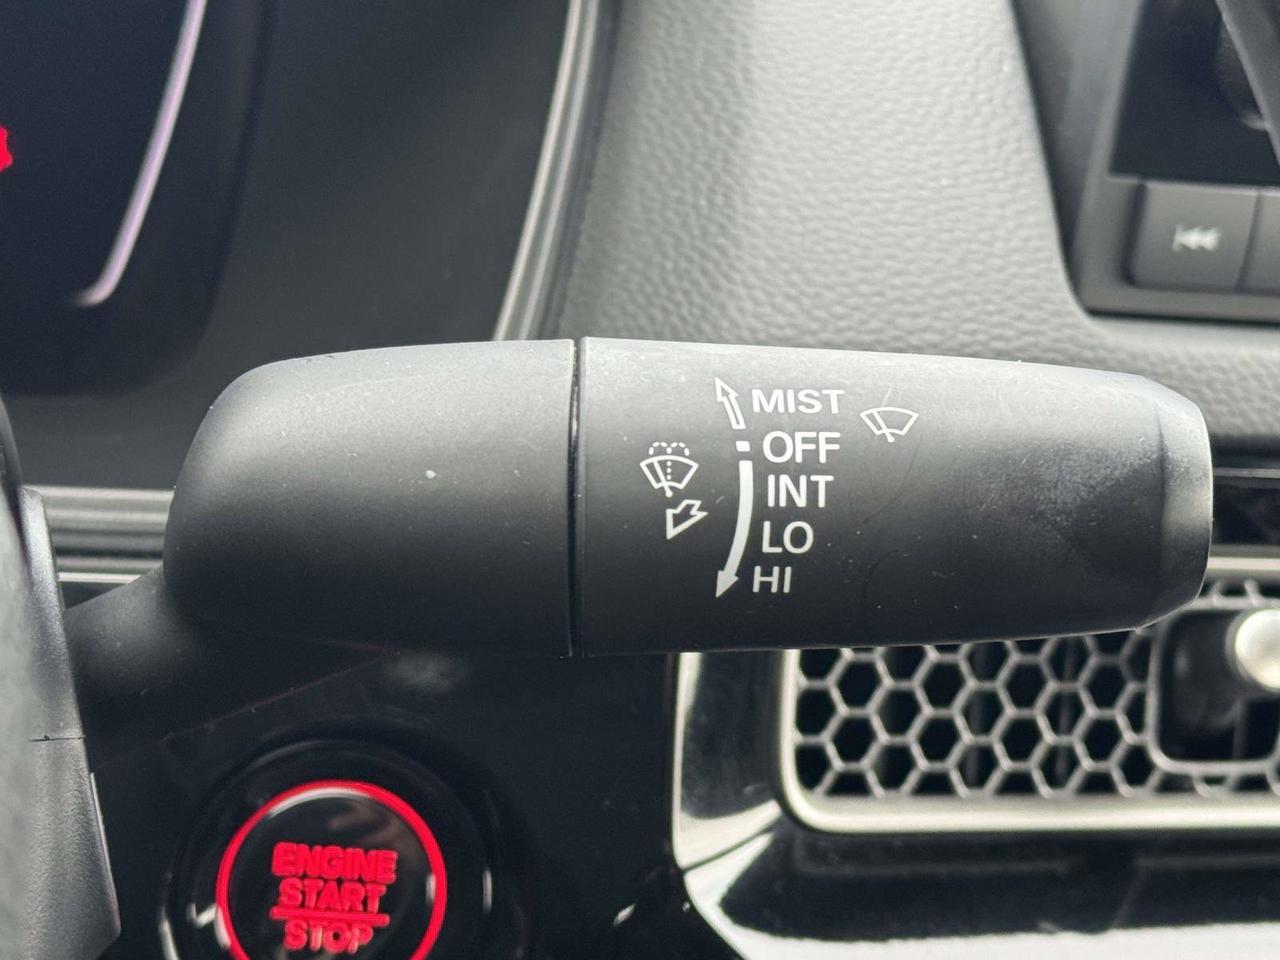 MIST
OFF
INT
LO
HI
ENGINE
START
STOP